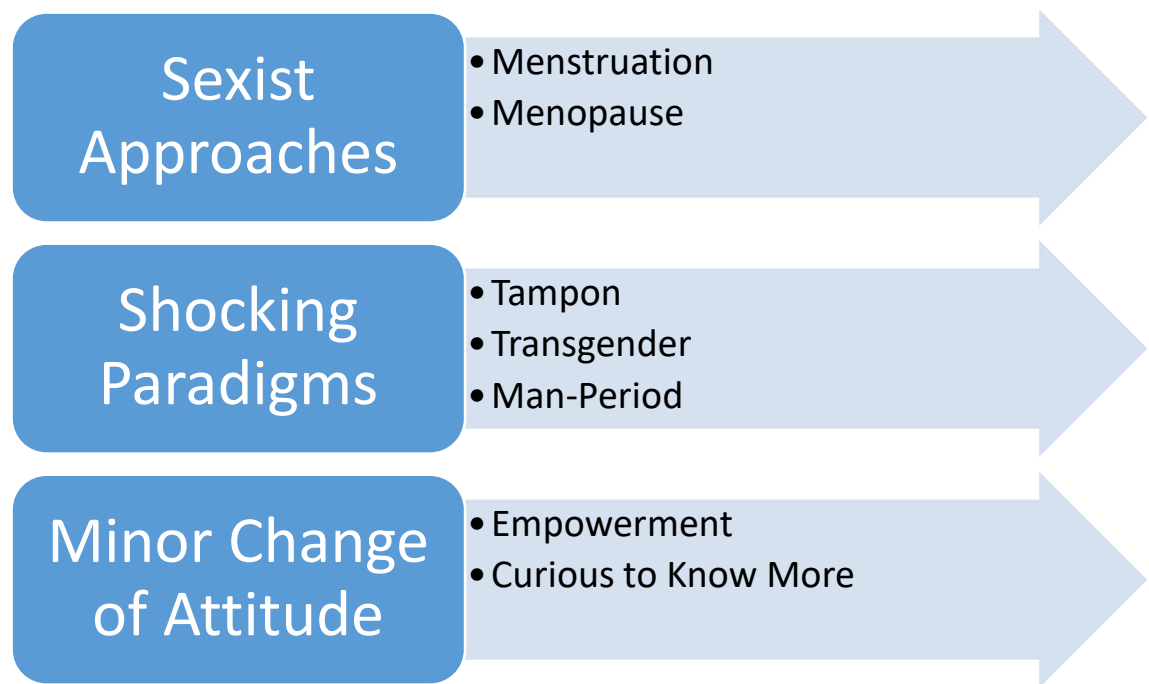 Sexist
Approaches
• Menstruation
• Menopause
Shocking
Paradigms
• Tampon
• Transgender
• Man-Period
Minor Change
of Attitude
• Empowerment
• Curious to Know More